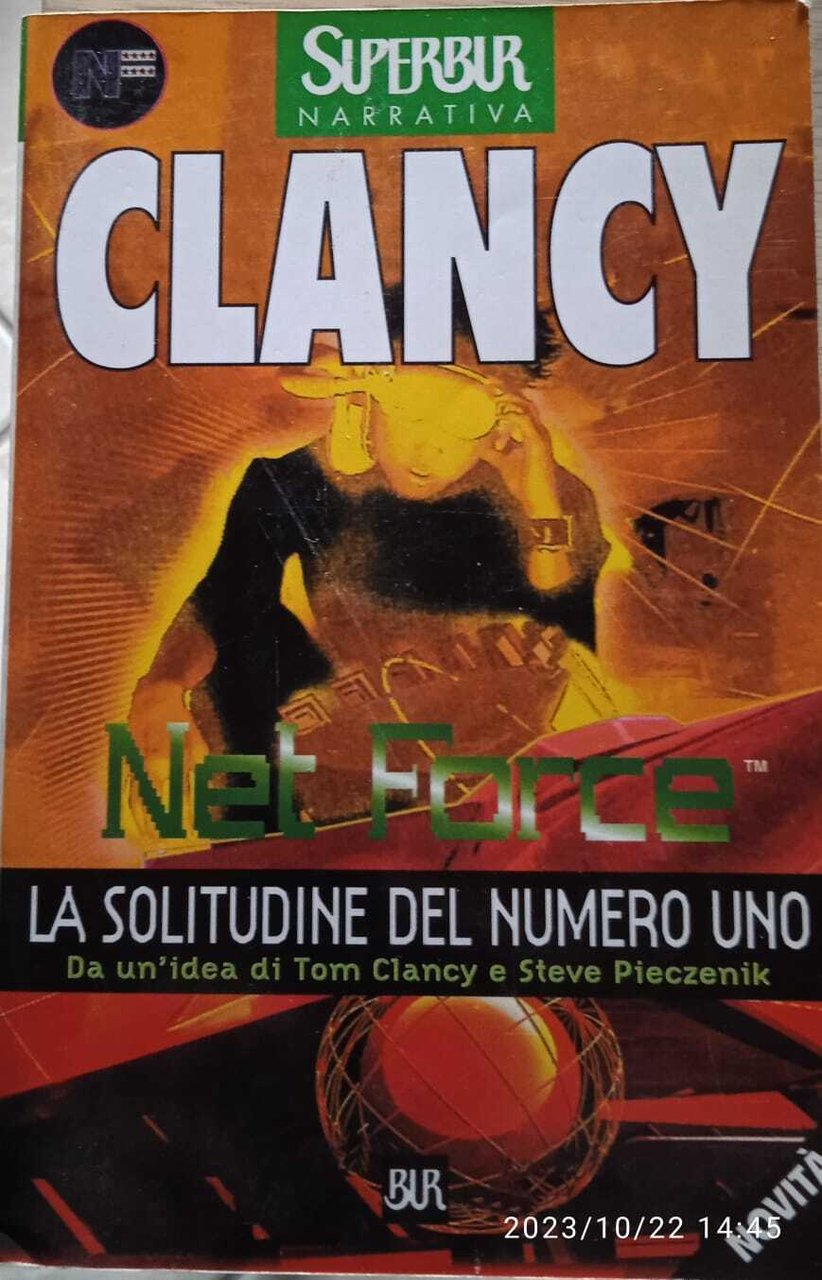 NF
SUPERBUR
NARRATIVA
CLANCY
Net Force™
LA SOLITUDINE DEL NUMERO UNO
Da un'idea di Tom Clancy e Steve Pieczenik
BUR
NOVITÀ
2023/10/22 14:45